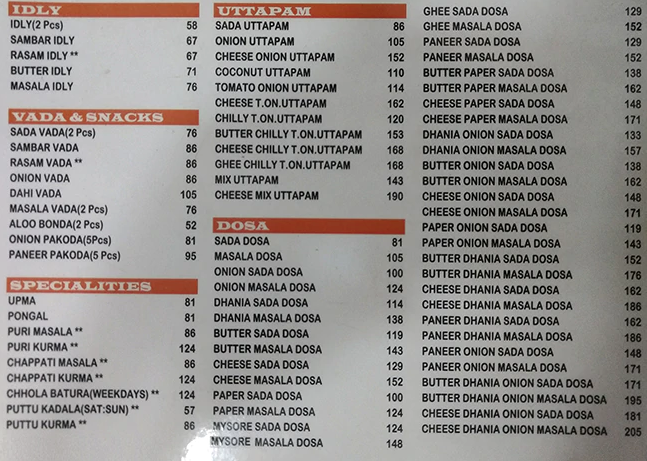 IDLY
IDLY(2 Pcs) 58
SAMBAR IDLY 67
RASAM IDLY ** 67
BUTTER IDLY 71
MASALA IDLY 76
VADA & SNACKS
SADA VADA(2 Pcs) 76
SAMBAR VADA 86
RASAM VADA ** 86
ONION VADA 86
DAHI VADA 105
MASALA VADA(2 Pcs) 76
ALOO BONDA(2 Pcs) 52
ONION PAKODA(5Pcs) 81
PANEER PAKODA(5 Pcs) 95
SPECIALITIES
UPMA 81
PONGAL 81
PURI MASALA ** 86
PURI KURMA ** 124
CHAPPATI MASALA ** 86
CHAPPATI KURMA ** 124
CHHOLA BATURA(WEEKDAYS) ** 124
PUTTU KADALA(SAT:SUN) ** 57
PUTTU KURMA ** 86
UTTAPAM
SADA UTTAPAM 86
ONION UTTAPAM 105
CHEESE ONION UTTAPAM 152
COCONUT UTTAPAM 110
TOMATO ONION UTTAPAM 114
CHEESE T.ON.UTTAPAM 162
CHILLY T.ON.UTTAPAM 120
BUTTER CHILLY T.ON.UTTAPAM 153
CHEESE CHILLY T.ON.UTTAPAM 168
GHEE CHILLY T.ON.UTTAPAM 168
MIX UTTAPAM 143
CHEESE MIX UTTAPAM 190
DOSA
SADA DOSA 81
MASALA DOSA 105
ONION SADA DOSA 100
ONION MASALA DOSA 124
DHANIA SADA DOSA 114
DHANIA MASALA DOSA 138
BUTTER SADA DOSA 119
BUTTER MASALA DOSA 143
CHEESE SADA DOSA 129
CHEESE MASALA DOSA 152
PAPER SADA DOSA 100
PAPER MASALA DOSA 124
MYSORE SADA DOSA 124
MYSORE MASALA DOSA 148
GHEE SADA DOSA 129
GHEE MASALA DOSA 152
PANEER SADA DOSA 129
PANEER MASALA DOSA 152
BUTTER PAPER SADA DOSA 138
BUTTER PAPER MASALA DOSA 162
CHEESE PAPER SADA DOSA 148
CHEESE PAPER MASALA DOSA 171
DHANIA ONION SADA DOSA 133
DHANIA ONION MASALA DOSA 157
BUTTER ONION SADA DOSA 138
BUTTER ONION MASALA DOSA 162
CHEESE ONION SADA DOSA 148
CHEESE ONION MASALA DOSA 171
PAPER ONION SADA DOSA 119
PAPER ONION MASALA DOSA 143
BUTTER DHANIA SADA DOSA 152
BUTTER DHANIA MASALA DOSA 176
CHEESE DHANIA SADA DOSA 162
CHEESE DHANIA MASALA DOSA 186
PANEER DHANIA SADA DOSA 162
PANEER DHANIA MASALA DOSA 186
PANEER ONION SADA DOSA 148
PANEER ONION MASALA DOSA 171
BUTTER DHANIA ONION SADA DOSA 171
BUTTER DHANIA ONION MASALA DOSA 195
CHEESE DHANIA ONION SADA DOSA 181
CHEESE DHANIA ONION MASALA DOSA 205